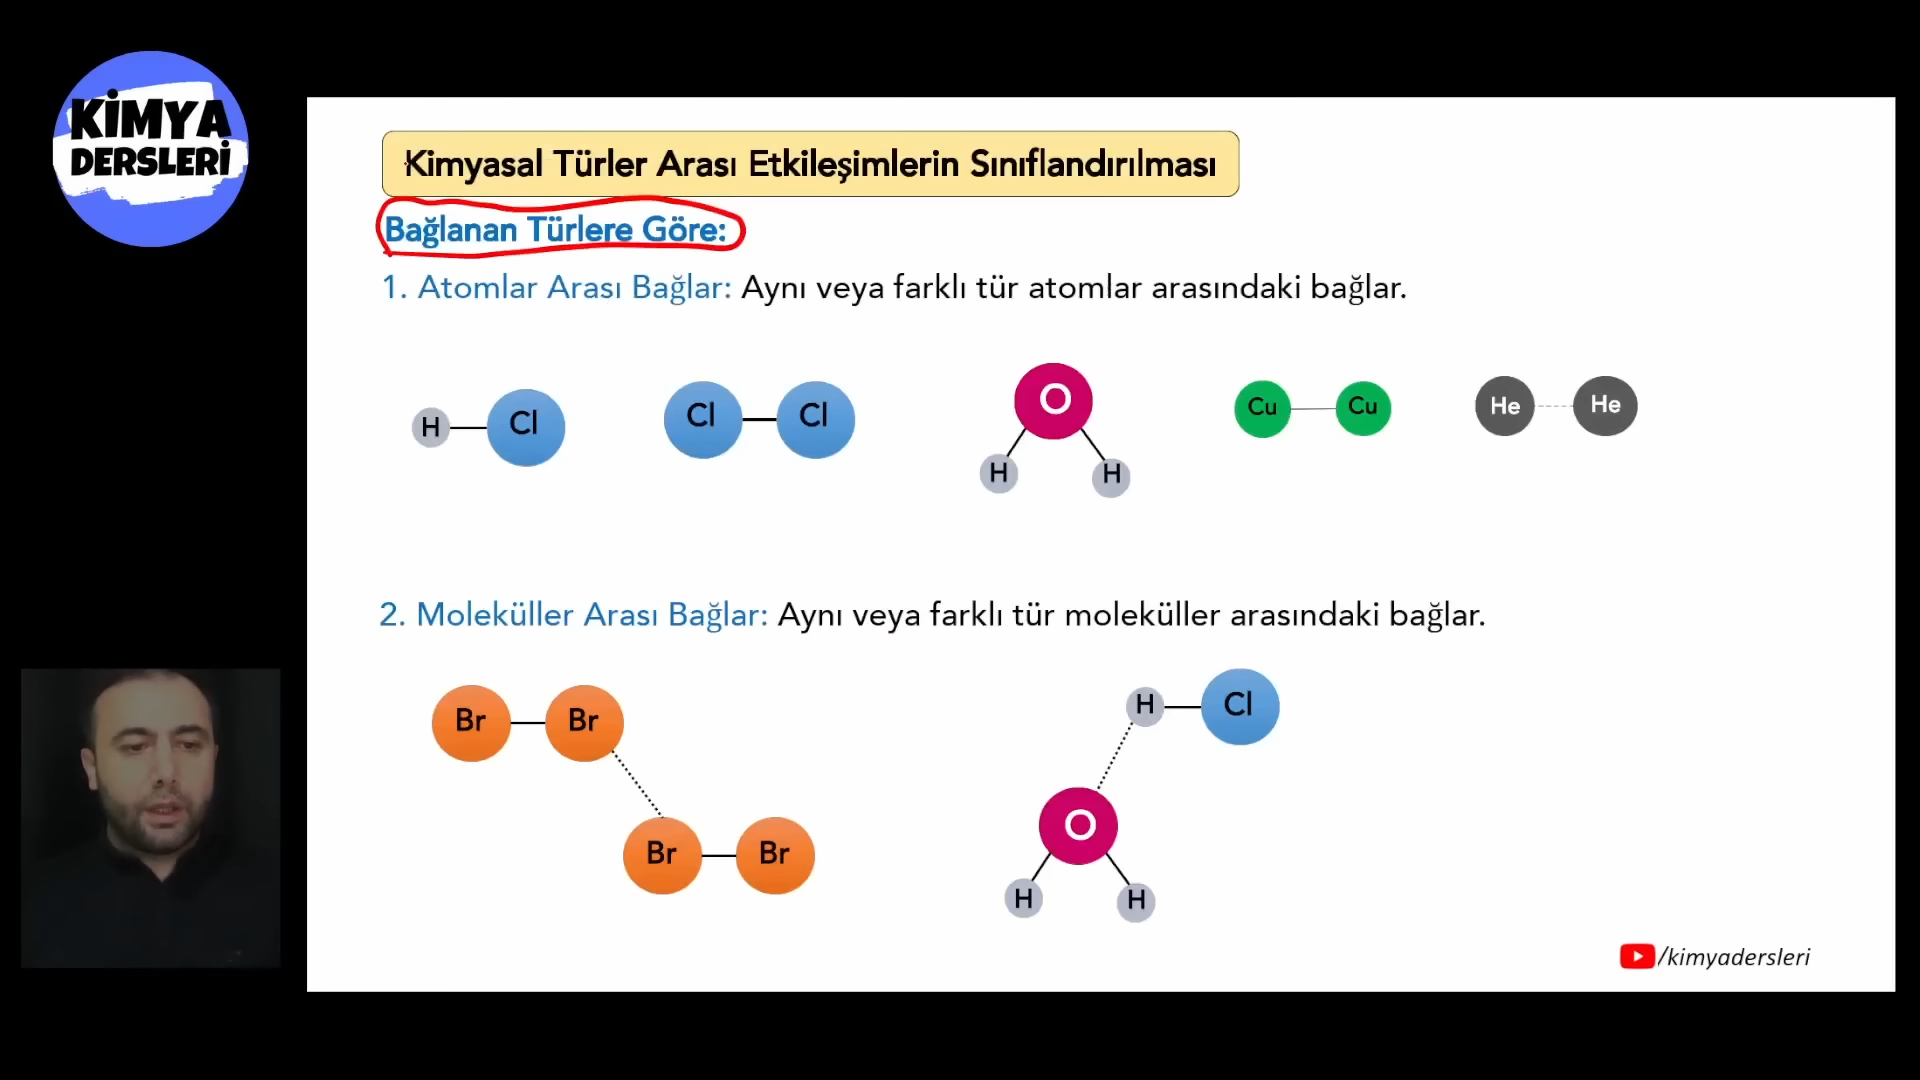 KİMYA
DERSLERİ
Kimyasal Türler Arası Etkileşimlerin Sınıflandırılması
Bağlanan Türlere Göre:
1. Atomlar Arası Bağlar: Aynı veya farklı tür atomlar arasındaki bağlar.
H Cl
Cl Cl
O
H H
Cu Cu
He He
2. Moleküller Arası Bağlar: Aynı veya farklı tür moleküller arasındaki bağlar.
Br Br
Br Br
H Cl
O
H H
/kimyadersleri